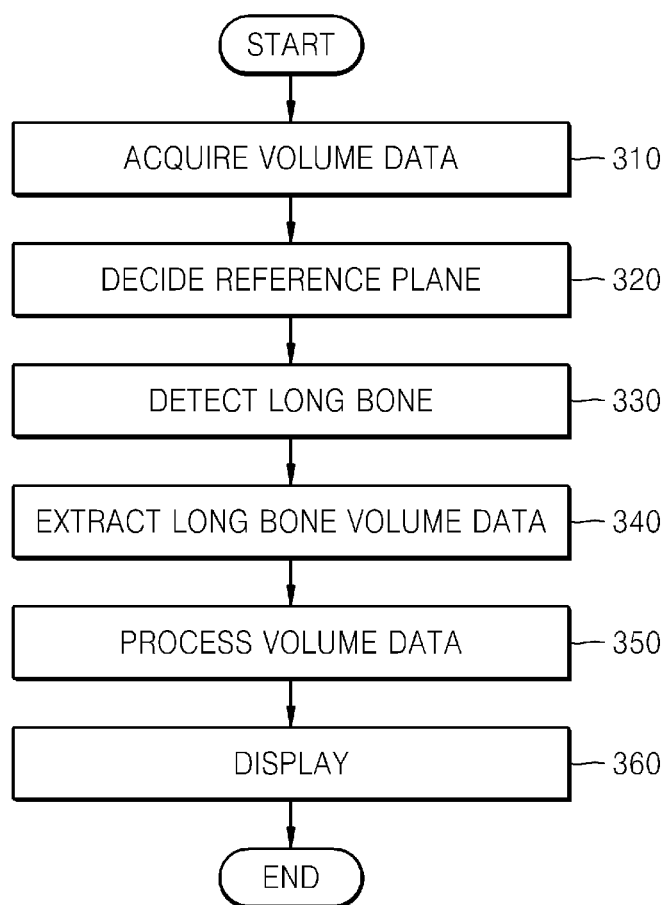 START
ACQUIRE VOLUME DATA 310
DECIDE REFERENCE PLANE 320
DETECT LONG BONE 330
EXTRACT LONG BONE VOLUME DATA 340
PROCESS VOLUME DATA 350
DISPLAY 360
END